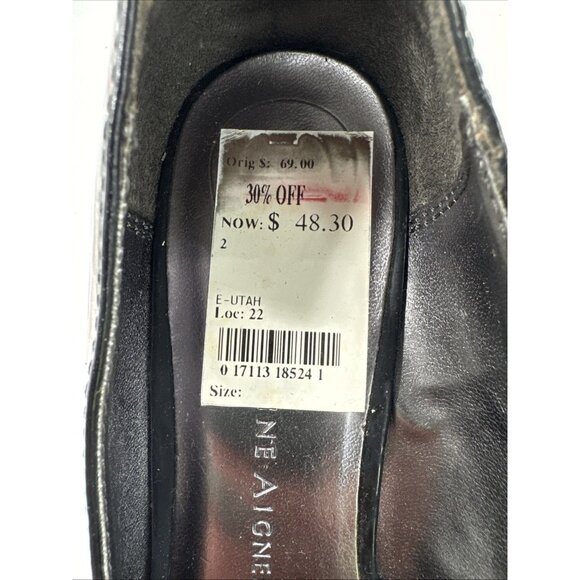 Orig $: 69.00
30% OFF
NOW: $ 48.30
2
E-UTAH
Loc: 22
0 17113 18524 1
Size:
NE AIGNE